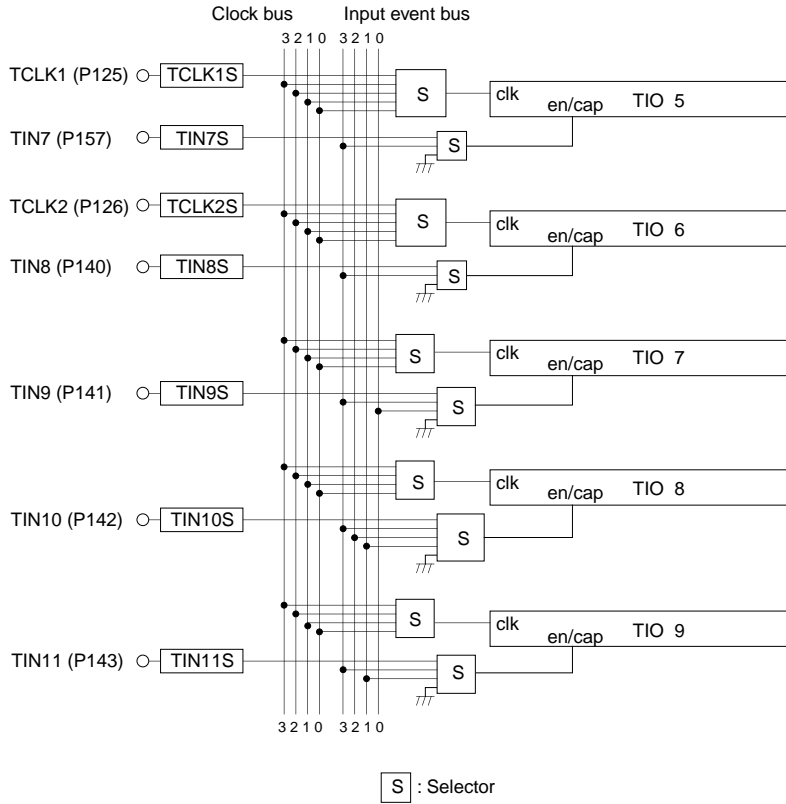 Clock bus Input event bus
3 2 1 0 3 2 1 0
TCLK1 (P125) TCLK1S S clk TIO 5
en/cap
TIN7 (P157) TIN7S S
TCLK2 (P126) TCLK2S S clk TIO 6
en/cap
TIN8 (P140) TIN8S S
S clk TIO 7
en/cap
TIN9 (P141) TIN9S S
S clk TIO 8
en/cap
TIN10 (P142) TIN10S S
S clk TIO 9
en/cap
TIN11 (P143) TIN11S S
3 2 1 0 3 2 1 0
S : Selector